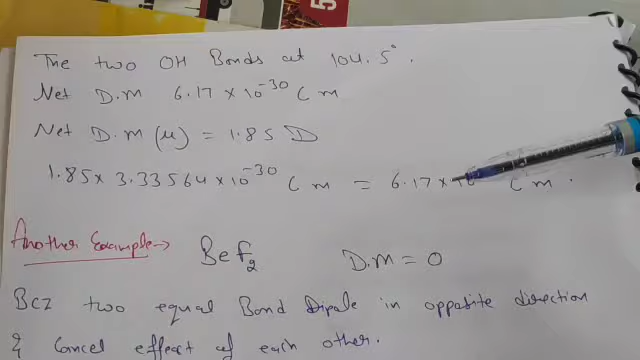 The two OH Bonds at 104.5°.
Net D.M 6.17 × 10⁻³⁰ C m
Net D.M (μ) = 1.85 D
1.85 × 3.33564 × 10⁻³⁰ C m = 6.17 × 10 C m.
Another Example→ BeF₂ D.M = 0
Bcz two equal Bond Dipole in opposite direction
& Cancel effect of each other.